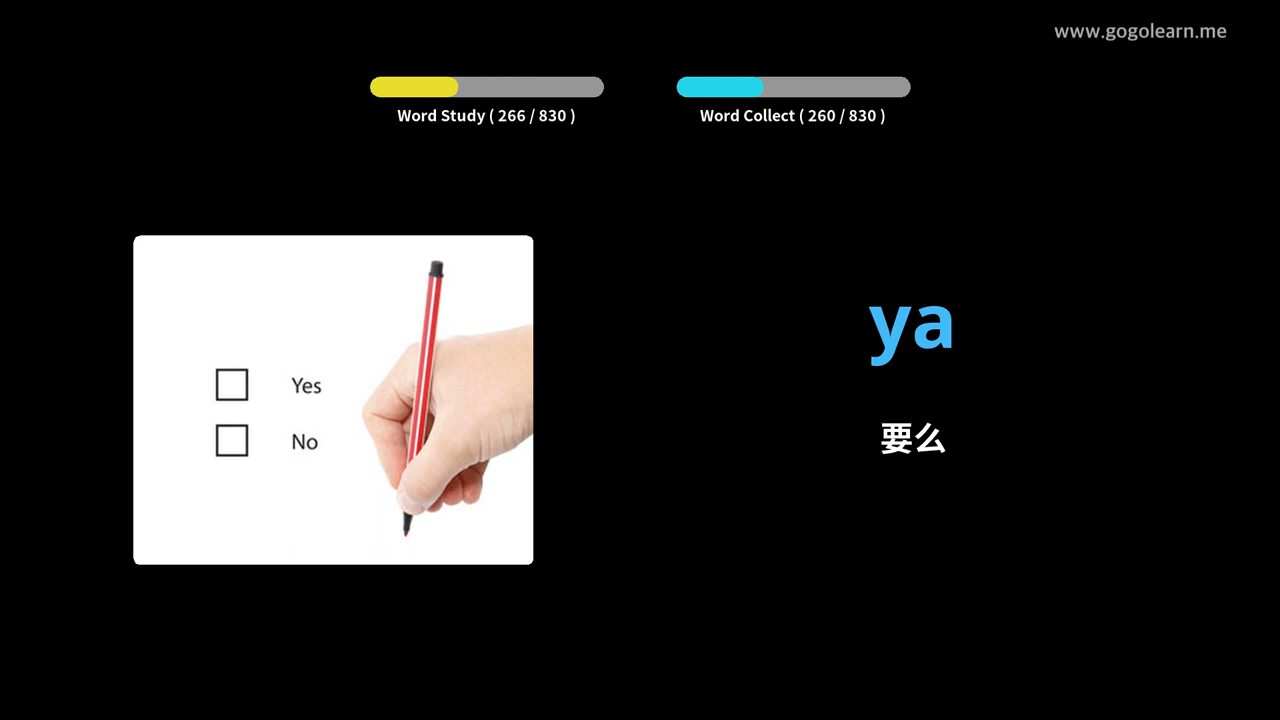 www.gogolearn.me
Word Study ( 266 / 830 )
Word Collect ( 260 / 830 )
Yes
No
ya
要么